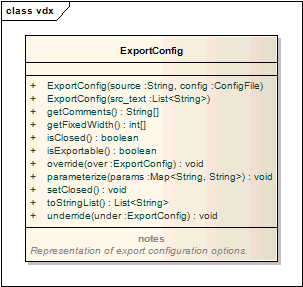 class vdx
ExportConfig
+ ExportConfig(source :String, config :ConfigFile)
+ ExportConfig(src_text :List<String>)
+ getComments() : String[]
+ getFixedWidth() : int[]
+ isClosed() : boolean
+ isExportable() : boolean
+ override(over :ExportConfig) : void
+ parameterize(params :Map<String, String>) : void
+ setClosed() : void
+ toStringList() : List<String>
+ underride(under :ExportConfig) : void
notes
Representation of export configuration options.